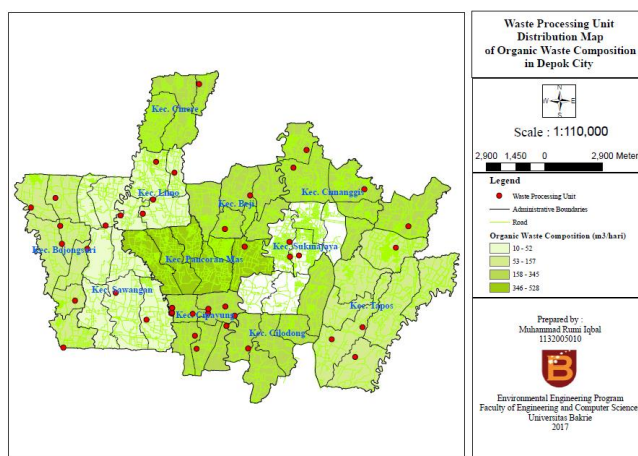 Kec. Cinere
Kec. Limo
Kec. Beji
Kec. Cimanggis
Kec. Sukmajaya
Kec. Bojongsari
Kec. Pancoran Mas
Kec. Sawangan
Kec. Cipayung
Kec. Cilodong
Kec. Tapos
Waste Processing Unit
Distribution Map
of Organic Waste Composition
in Depok City
N
W E
S
Scale : 1:110,000
2,900 1,450 0 2,900 Meter
Legend
Waste Processing Unit
Administrative Boundaries
Road
Organic Waste Composition (m3/hari)
10 - 52
53 - 157
158 - 345
346 - 528
Prepared by :
Muhammad Rumi Iqbal
1132005010
B
Environmental Engineering Program
Faculty of Engineering and Computer Science
Universitas Bakrie
2017